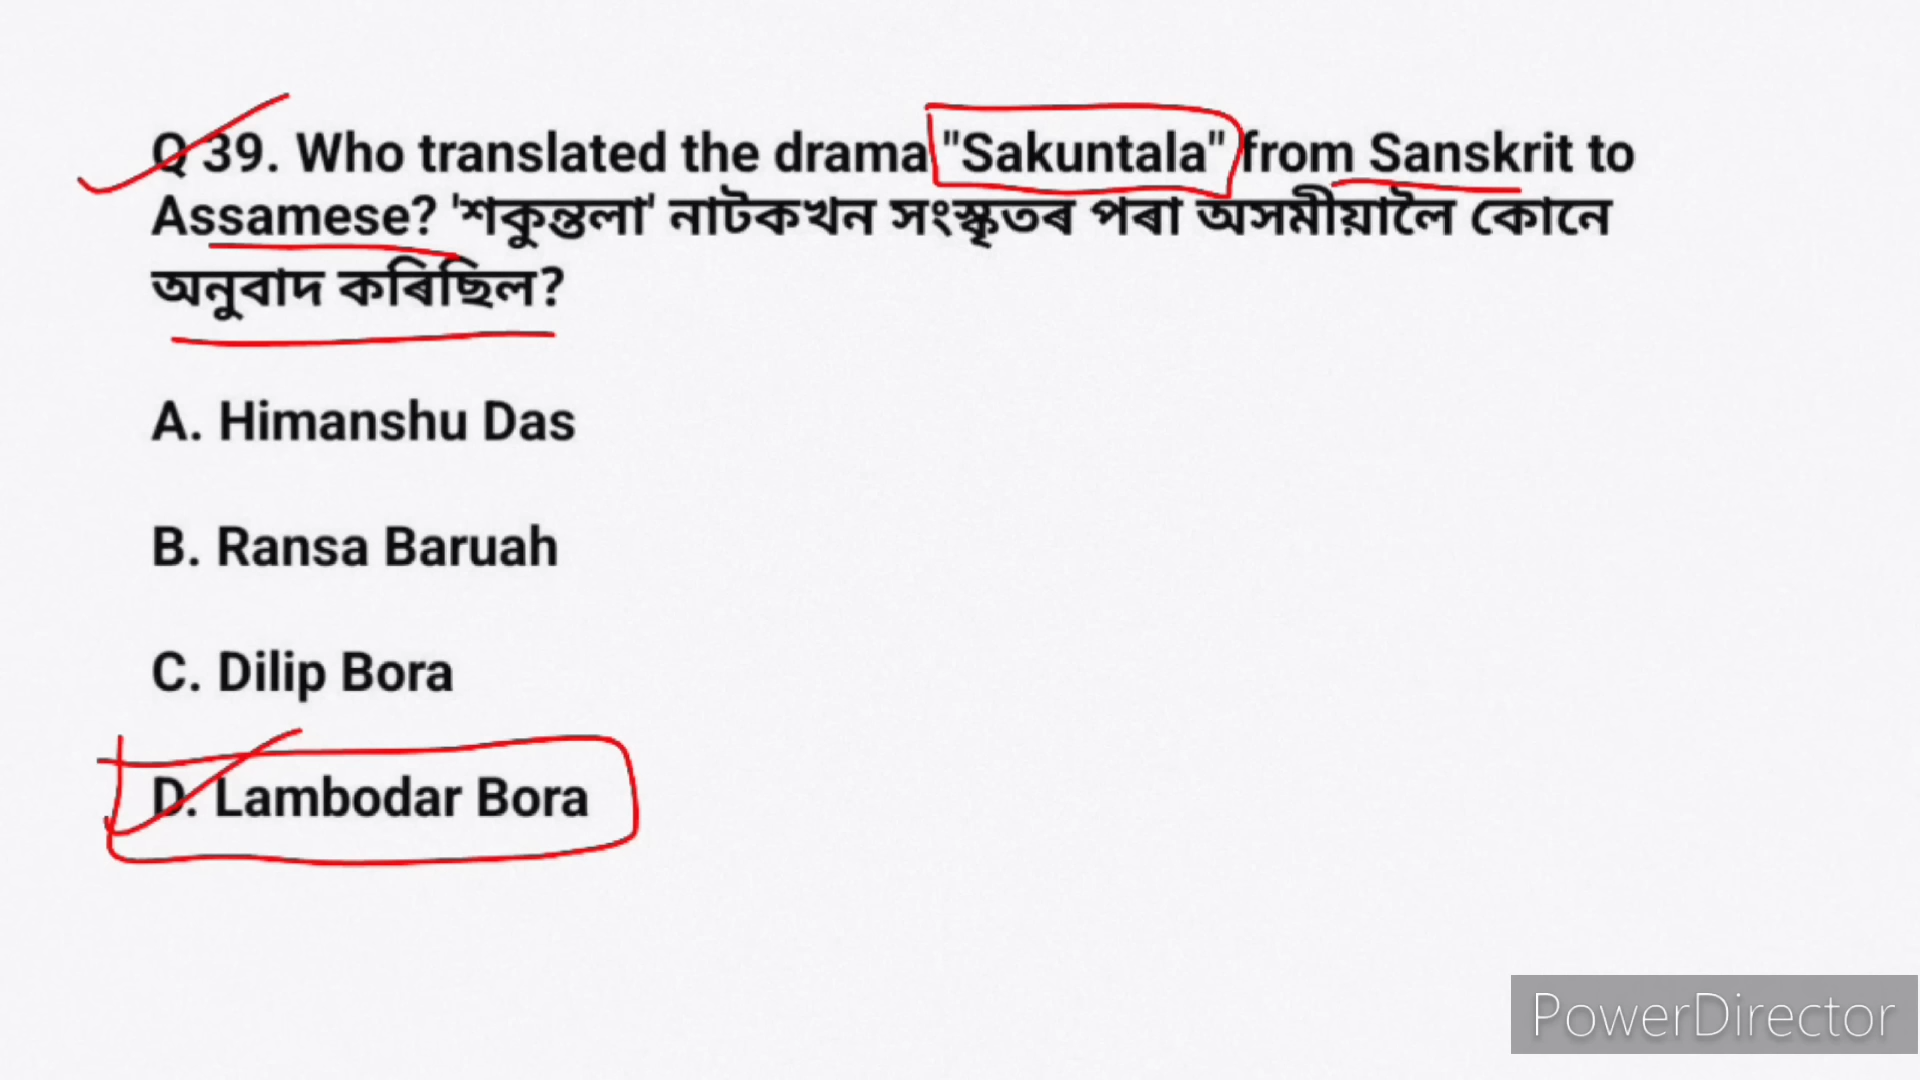 Q 39. Who translated the drama "Sakuntala" from Sanskrit to
Assamese? 'শকুন্তলা' নাটকখন সংস্কৃতৰ পৰা অসমীয়ালৈ কোনে
অনুবাদ কৰিছিল?
A. Himanshu Das
B. Ransa Baruah
C. Dilip Bora
D. Lambodar Bora
PowerDirector